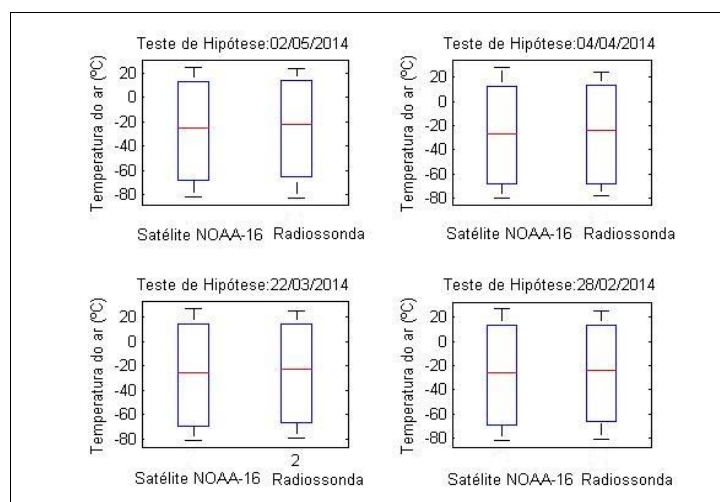 Teste de Hipótese:02/05/2014
Temperatura do ar (ºC)
20
0
-20
-40
-60
-80
Satélite NOAA-16 Radiossonda
Teste de Hipótese:04/04/2014
Temperatura do ar (ºC)
20
0
-20
-40
-60
-80
Satélite NOAA-16 Radiossonda
Teste de Hipótese:22/03/2014
Temperatura do ar (ºC)
20
0
-20
-40
-60
-80
2
Satélite NOAA-16 Radiossonda
Teste de Hipótese:28/02/2014
Temperatura do ar (ºC)
20
0
-20
-40
-60
-80
Satélite NOAA-16 Radiossonda